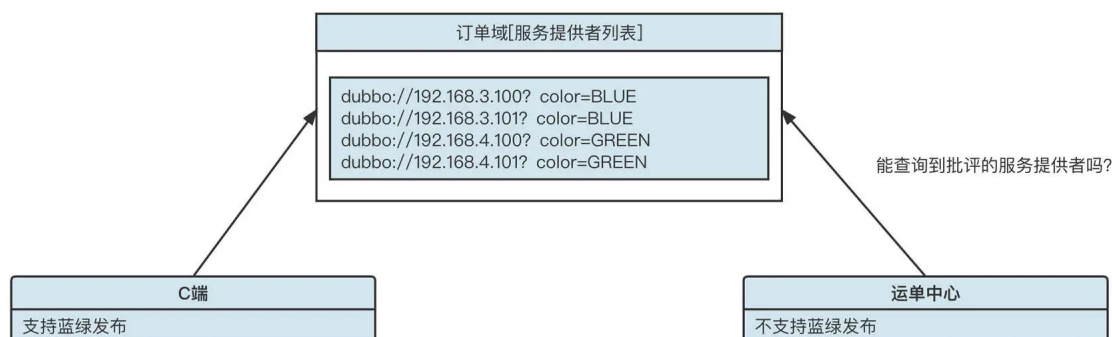 订单域[服务提供者列表]
dubbo://192.168.3.100? color=BLUE
dubbo://192.168.3.101? color=BLUE
dubbo://192.168.4.100? color=GREEN
dubbo://192.168.4.101? color=GREEN
能查询到批评的服务提供者吗?
C端
支持蓝绿发布
运单中心
不支持蓝绿发布